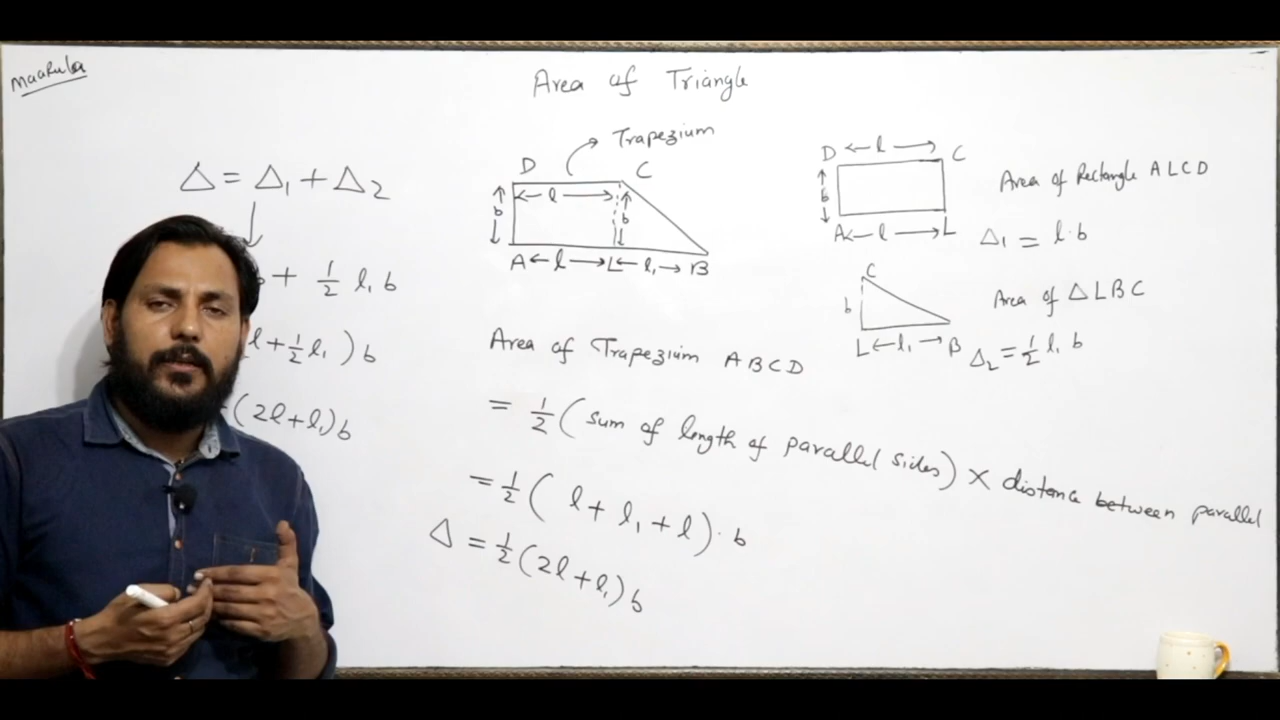 Area of Triangle
Δ = Δ₁ + Δ₂
+ 1/2 l₁ b
l + 1/2 l₁ ) b
(2l + l₁) b
Trapezium
D C
l
b b
A l L l₁ B
D l C
b
A l L
Area of Rectangle ALCD
Δ₁ = l·b
C
b
L l₁ B
Area of ΔLBC
Δ₂ = 1/2 l₁ b
Area of Trapezium ABCD
= 1/2 ( sum of length of parallel sides) × distance between parallel
= 1/2 ( l + l₁ + l ) · b
Δ = 1/2 (2l + l₁) b